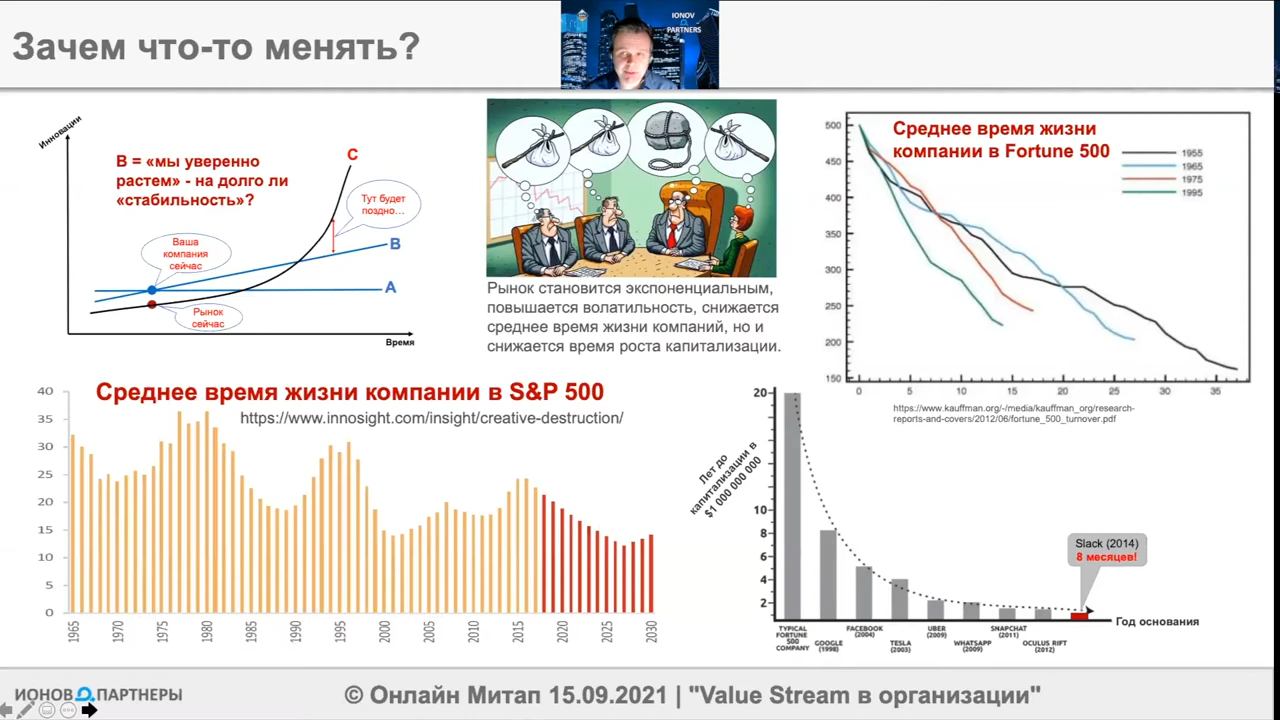 Зачем что-то менять?
IONOV
PARTNERS
Инновации
B = «мы уверенно
растем» - на долго ли
«стабильность»?
C
Тут будет
поздно...
Ваша
компания
сейчас
B
A
Рынок
сейчас
Время
Рынок становится экспоненциальным,
повышается волатильность, снижается
среднее время жизни компаний, но и
снижается время роста капитализации.
Среднее время жизни
компании в Fortune 500
1955
1965
1975
1995
500
450
400
350
300
250
200
150
0 5 10 15 20 25 30 35
https://www.kauffman.org/-/media/kauffman_org/research-
reports-and-covers/2012/06/fortune_500_turnover.pdf
Среднее время жизни компании в S&P 500
https://www.innosight.com/insight/creative-destruction/
40
35
30
25
20
15
10
5
0
1965 1970 1975 1980 1985 1990 1995 2000 2005 2010 2015 2020 2025 2030
Лет до
капитализации в
$1 000 000 000
20
10
8
6
4
2
Slack (2014)
8 месяцев!
Год основания
TYPICAL
FORTUNE
500
COMPANY
GOOGLE
(1998)
FACEBOOK
(2004)
TESLA
(2003)
UBER
(2009)
WHATSAPP
(2009)
SNAPCHAT
(2011)
OCULUS RIFT
(2012)
ИОНОВ ПАРТНЕРЫ
© Онлайн Митап 15.09.2021 | "Value Stream в организации"